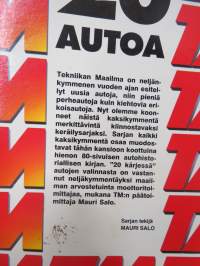 20
AUTOA
Tekniikan Maailma on neljän-
kymmenen vuoden ajan esitel-
lyt uusia autoja, niin pieniä
perheautoja kuin kiehtovia eri-
koisautoja. Nyt olemme koon-
neet näistä kaksikymmentä
merkittävintä kiinnostavaksi
keräilysarjaksi. Sarjan kaikki
kaksikymmentä osaa muodos-
tavat tähän kansioon koottuina
hienon 80-sivuisen autohisto-
riallisen kirjan. "20 kärjessä"
autojen valinnasta on vastan-
nut neljäkymmentäyksi maail-
man arvostetuinta moottoritoi-
mittajaa, mukana TM:n päätoi-
mittaja Mauri Salo.
Sarjan tekijä
MAURI SALO